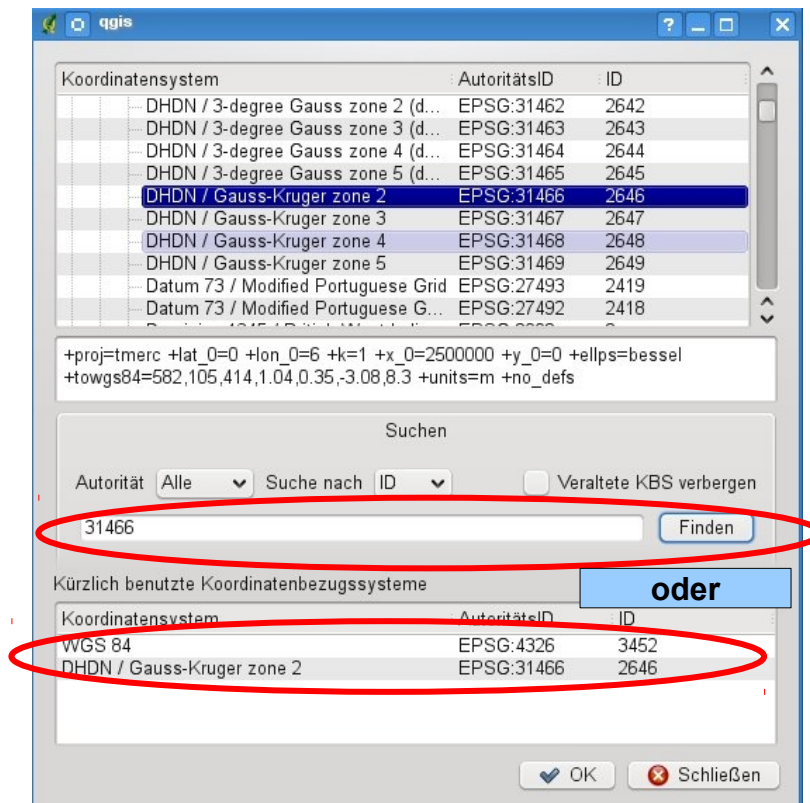 qgis
Koordinatensystem AutoritätsID ID
DHDN / 3-degree Gauss zone 2 (d... EPSG:31462 2642
DHDN / 3-degree Gauss zone 3 (d... EPSG:31463 2643
DHDN / 3-degree Gauss zone 4 (d... EPSG:31464 2644
DHDN / 3-degree Gauss zone 5 (d... EPSG:31465 2645
DHDN / Gauss-Kruger zone 2 EPSG:31466 2646
DHDN / Gauss-Kruger zone 3 EPSG:31467 2647
DHDN / Gauss-Kruger zone 4 EPSG:31468 2648
DHDN / Gauss-Kruger zone 5 EPSG:31469 2649
Datum 73 / Modified Portuguese Grid EPSG:27493 2419
Datum 73 / Modified Portuguese G... EPSG:27492 2418
+proj=tmerc +lat_0=0 +lon_0=6 +k=1 +x_0=2500000 +y_0=0 +ellps=bessel
+towgs84=582,105,414,1.04,0.35,-3.08,8.3 +units=m +no_defs
Suchen
Autorität Alle Suche nach ID Veraltete KBS verbergen
31466 Finden
Kürzlich benutzte Koordinatenbezugssysteme
oder
Koordinatensystem AutoritätsID ID
WGS 84 EPSG:4326 3452
DHDN / Gauss-Kruger zone 2 EPSG:31466 2646
OK Schließen